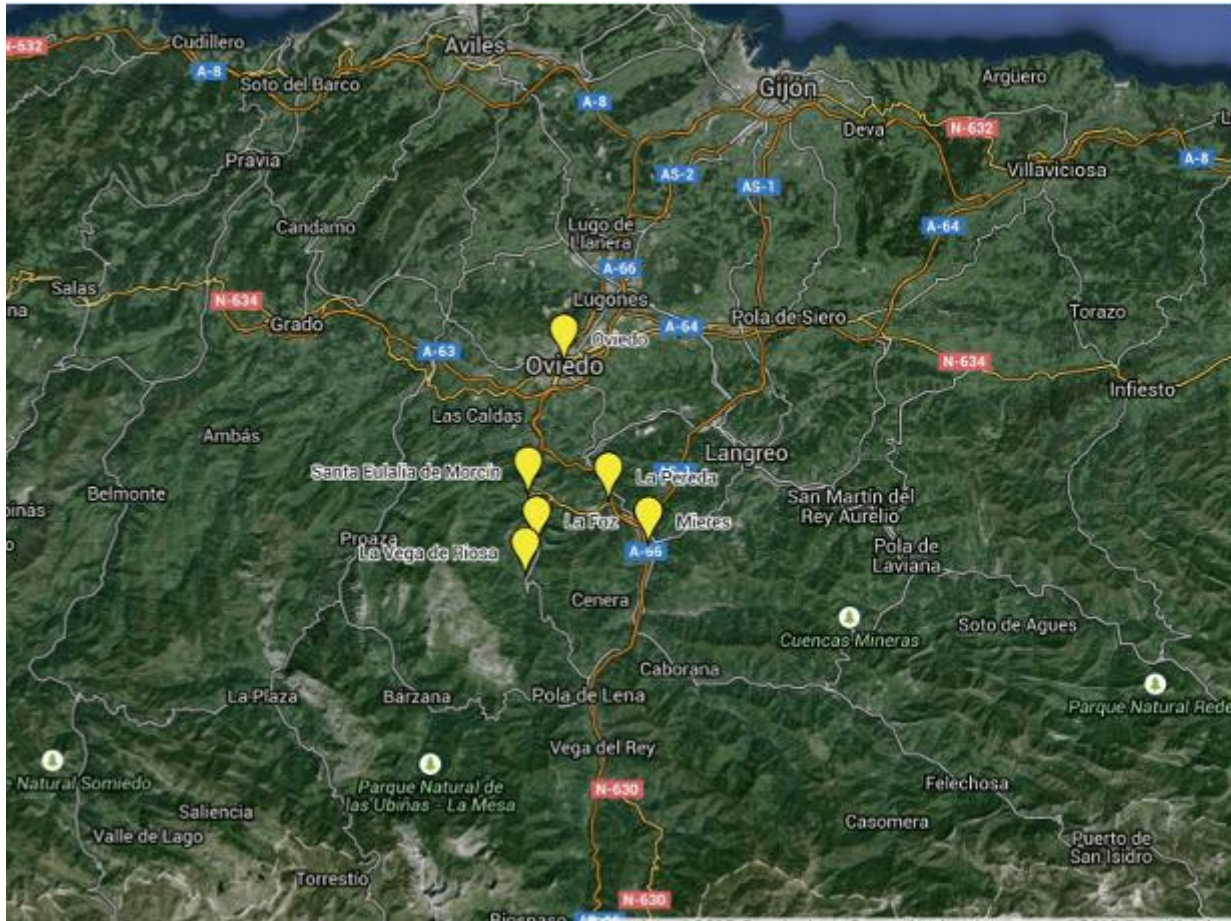 N-632
Cudillero
Aviles
A-8
Soto del Barco
Gijón
Argüero
A-8
Deva
N-632
Pravia
AS-2
AS-1
Villaviciosa
A-8
Candamo
Lugo de
Llanera
A-64
A-66
Salas
N-634
Lugones
Grado
A-64
Pola de Siero
Torazo
Oviedo
A-63
Oviedo
N-634
Infiesto
Las Caldas
Ambás
Langreo
Santa Eulalia de Morcín
AS-1
La Pereda
Belmonte
San Martín del
Rey Aurelio
La Foz
Mieres
Proaza
La Vega de Riosa
A-66
Pola de
Laviana
Cenera
Cuencas Mineras
Soto de Agues
Caborana
La Plaza
Bárzana
Pola de Lena
Parque Natural Rede
Vega del Rey
Natural Somiedo
Parque Natural de
las Ubiñas - La Mesa
N-630
Felechosa
Saliencia
Casomera
Valle de Lago
Puerto de
San Isidro
Torrestío
N-630